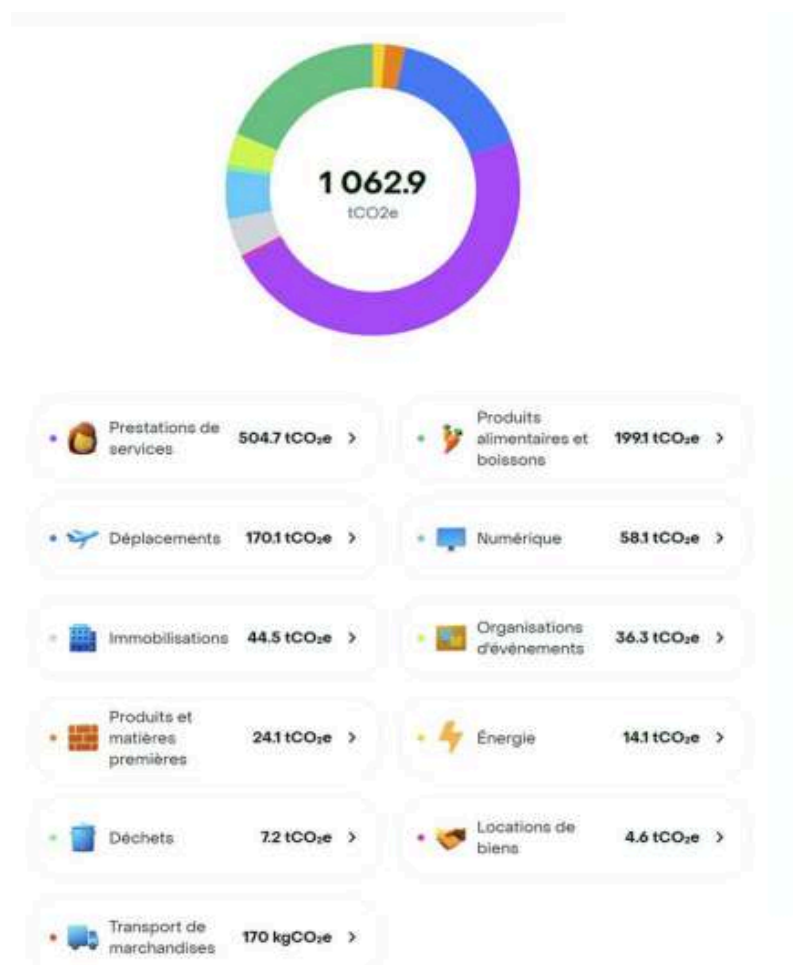 1 062.9
tCO2e
Prestations de
services
504.7 tCO₂e
Produits
alimentaires et
boissons
199.1 tCO₂e
Déplacements
170.1 tCO₂e
Numérique
58.1 tCO₂e
Immobilisations
44.5 tCO₂e
Organisations
d'événements
36.3 tCO₂e
Produits et
matières
premières
24.1 tCO₂e
Énergie
14.1 tCO₂e
Déchets
7.2 tCO₂e
Locations de
biens
4.6 tCO₂e
Transport de
marchandises
170 kgCO₂e